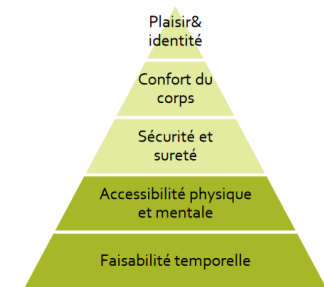 Plaisir&
identité
Confort du
corps
Sécurité et
sureté
Accessibilité physique
et mentale
Faisabilité temporelle